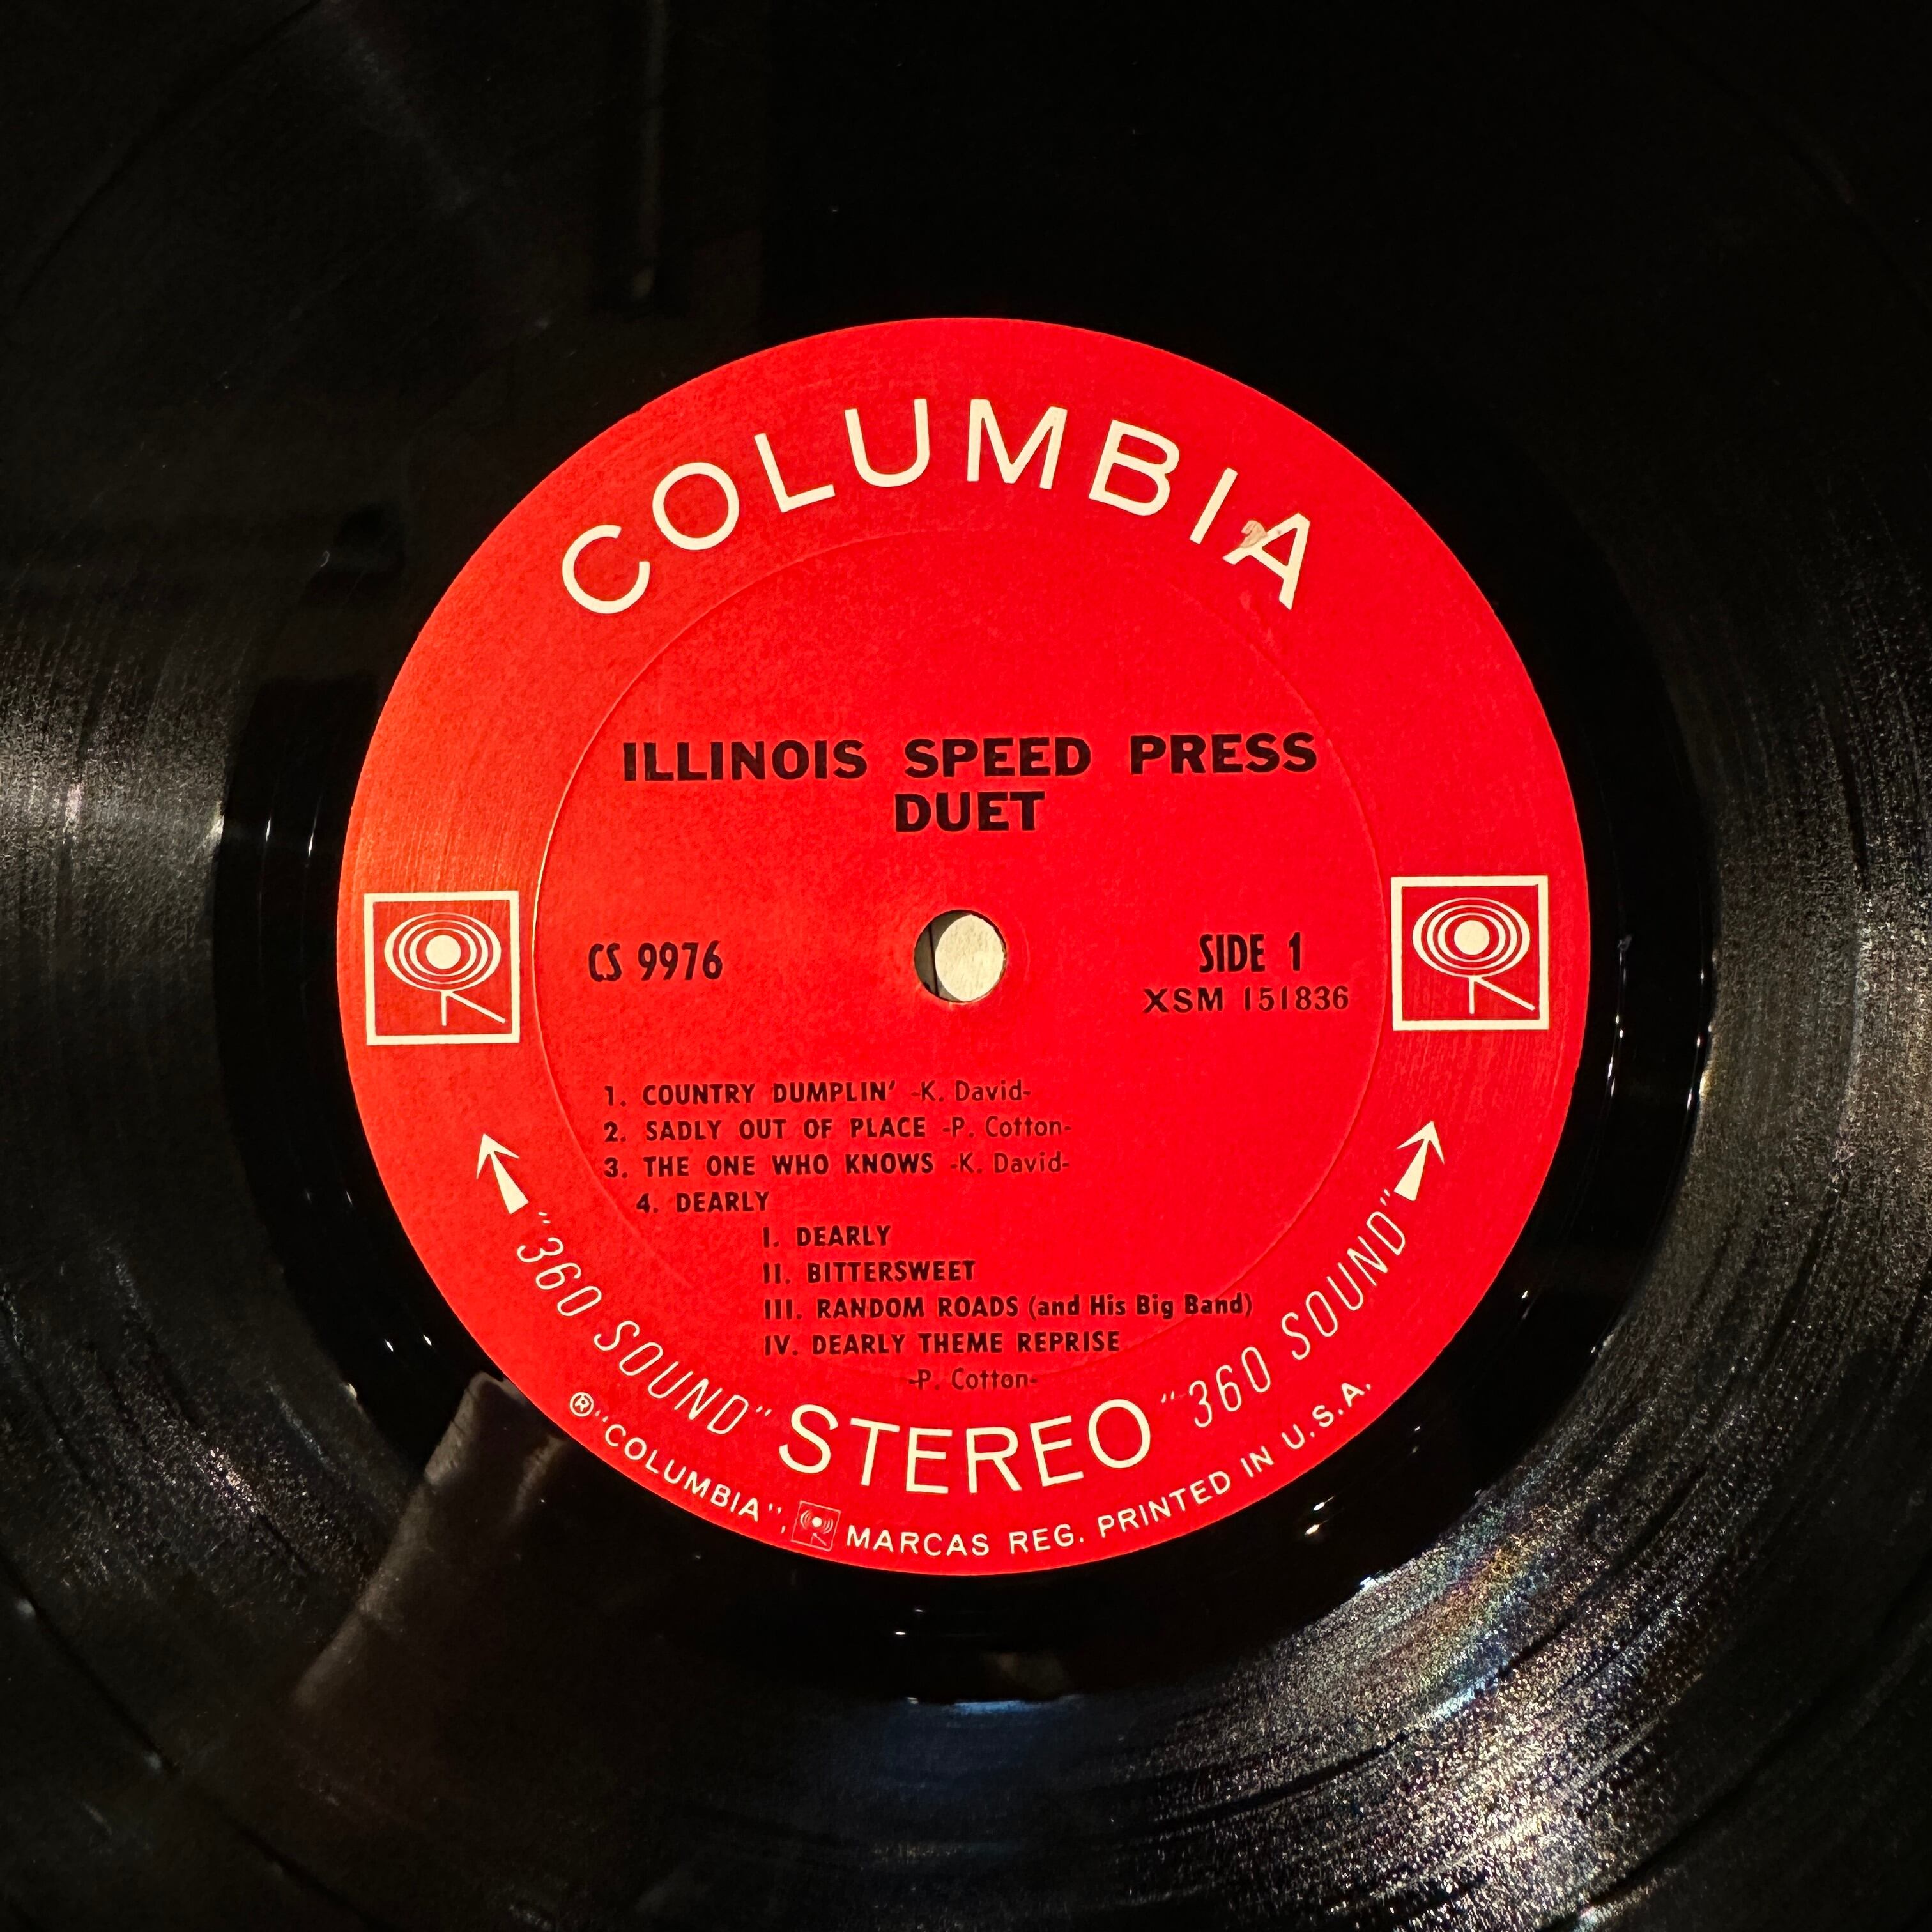 COLUMBIA
ILLINOIS SPEED PRESS
DUET
CS 9976
SIDE 1
XSM 151836
1. COUNTRY DUMPLIN' -K. David-
2. SADLY OUT OF PLACE -P. Cotton-
3. THE ONE WHO KNOWS -K. David-
4. DEARLY
I. DEARLY
II. BITTERSWEET
III. RANDOM ROADS (and His Big Band)
IV. DEARLY THEME REPRISE
-P. Cotton-
"360 SOUND" STEREO "360 SOUND"
® "COLUMBIA", MARCAS REG. PRINTED IN U.S.A.